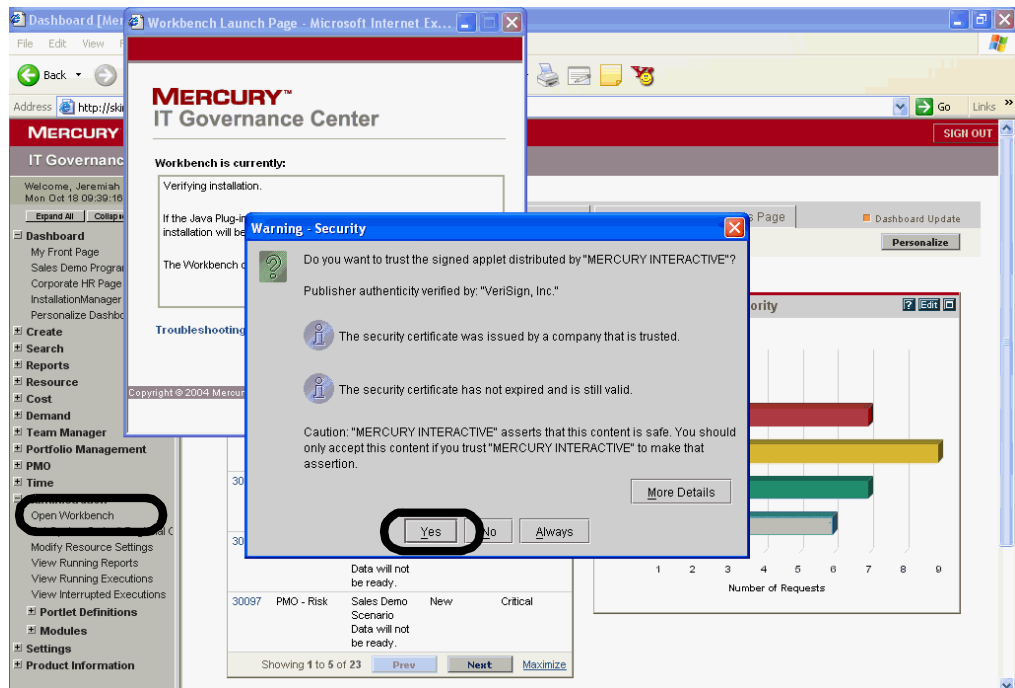 Dashboard [Mer
Workbench Launch Page - Microsoft Internet Ex...
File Edit View F
Back
Address http://skir
Go Links »
MERCURY
SIGN OUT
IT Governanc
MERCURY™
IT Governance Center
Workbench is currently:
Verifying installation.
If the Java Plug-in
installation will be
The Workbench c
Troubleshooting
Copyright © 2004 Mercur
Welcome, Jeremiah
Mon Oct 18 09:39:16
Expand All
Dashboard
My Front Page
Sales Demo Progra
Corporate HR Page
InstallationManager
Personalize Dashbo
Create
Search
Reports
Resource
Cost
Demand
Team Manager
Portfolio Management
PMO
Time
Open Workbench
Modify Resource Settings
View Running Reports
View Running Executions
View Interrupted Executions
Portlet Definitions
Modules
Settings
Product Information
s Page
Dashboard Update
Personalize
Warning - Security
Do you want to trust the signed applet distributed by "MERCURY INTERACTIVE"?
Publisher authenticity verified by: "VeriSign, Inc."
The security certificate was issued by a company that is trusted.
The security certificate has not expired and is still valid.
Caution: "MERCURY INTERACTIVE" asserts that this content is safe. You should
only accept this content if you trust "MERCURY INTERACTIVE" to make that
assertion.
More Details
Yes No Always
ority
? Edit
30
30
Data will not
be ready.
30097 PMO - Risk Sales Demo New Critical
Scenario
Data will not
be ready.
Showing 1 to 5 of 23 Prev Next Maximize
1 2 3 4 5 6 7 8 9
Number of Requests